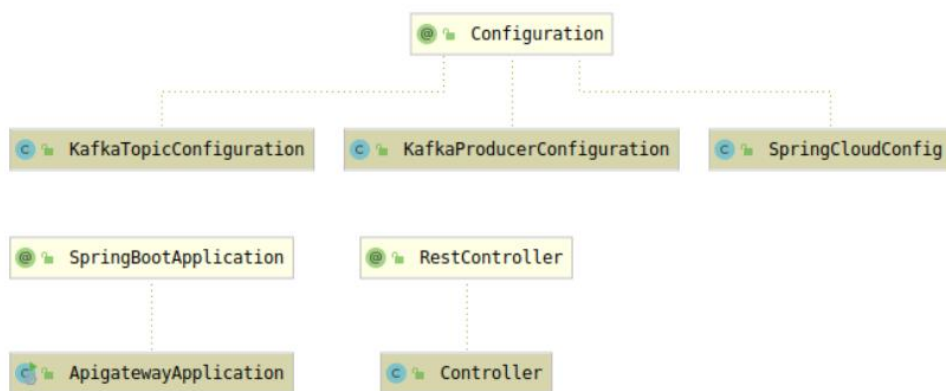 @ Configuration
C KafkaTopicConfiguration
C KafkaProducerConfiguration
C SpringCloudConfig
@ SpringBootApplication
@ RestController
C ApigatewayApplication
C Controller